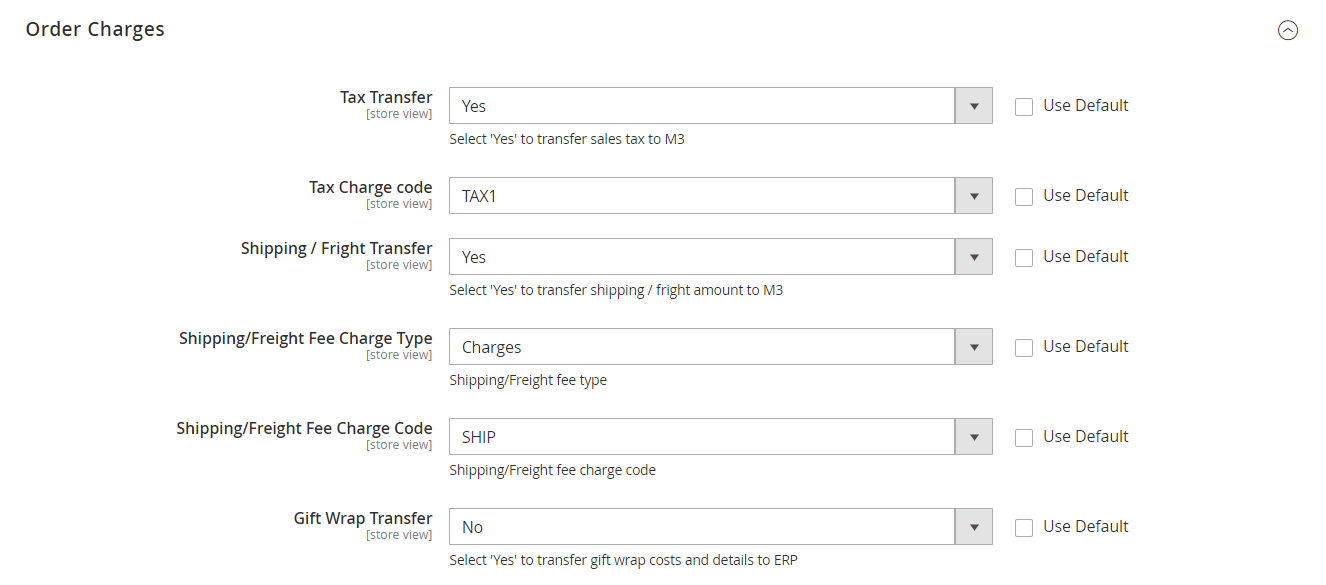 Order Charges
Tax Transfer
[store view]
Yes
Use Default
Select 'Yes' to transfer sales tax to M3
Tax Charge code
[store view]
TAX1
Use Default
Shipping / Fright Transfer
[store view]
Yes
Use Default
Select 'Yes' to transfer shipping / fright amount to M3
Shipping/Freight Fee Charge Type
[store view]
Charges
Use Default
Shipping/Freight fee type
Shipping/Freight Fee Charge Code
[store view]
SHIP
Use Default
Shipping/Freight fee charge code
Gift Wrap Transfer
[store view]
No
Use Default
Select 'Yes' to transfer gift wrap costs and details to ERP